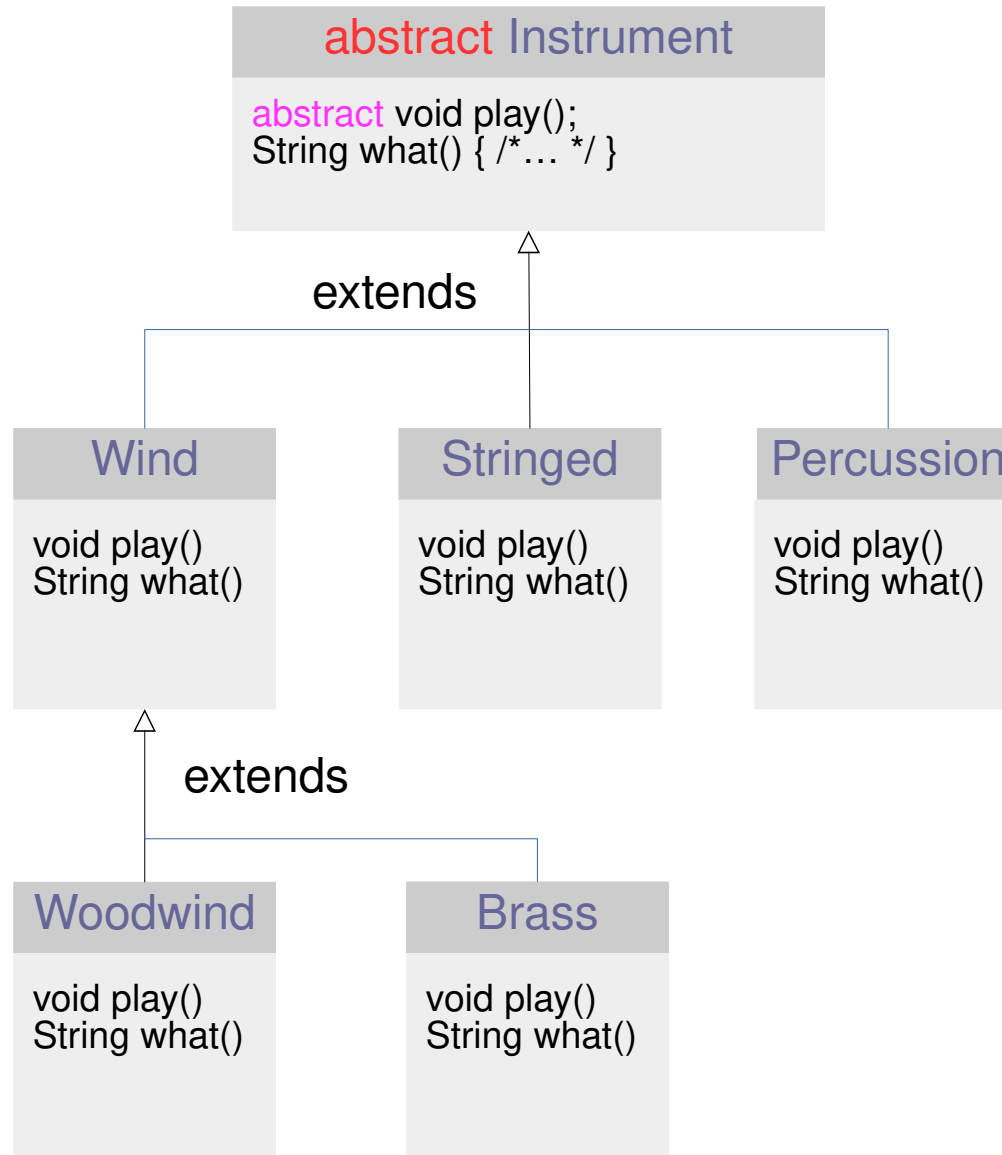 abstract Instrument
abstract void play();
String what() { /*... */ }
extends
Wind
void play()
String what()
Stringed
void play()
String what()
Percussion
void play()
String what()
extends
Woodwind
void play()
String what()
Brass
void play()
String what()